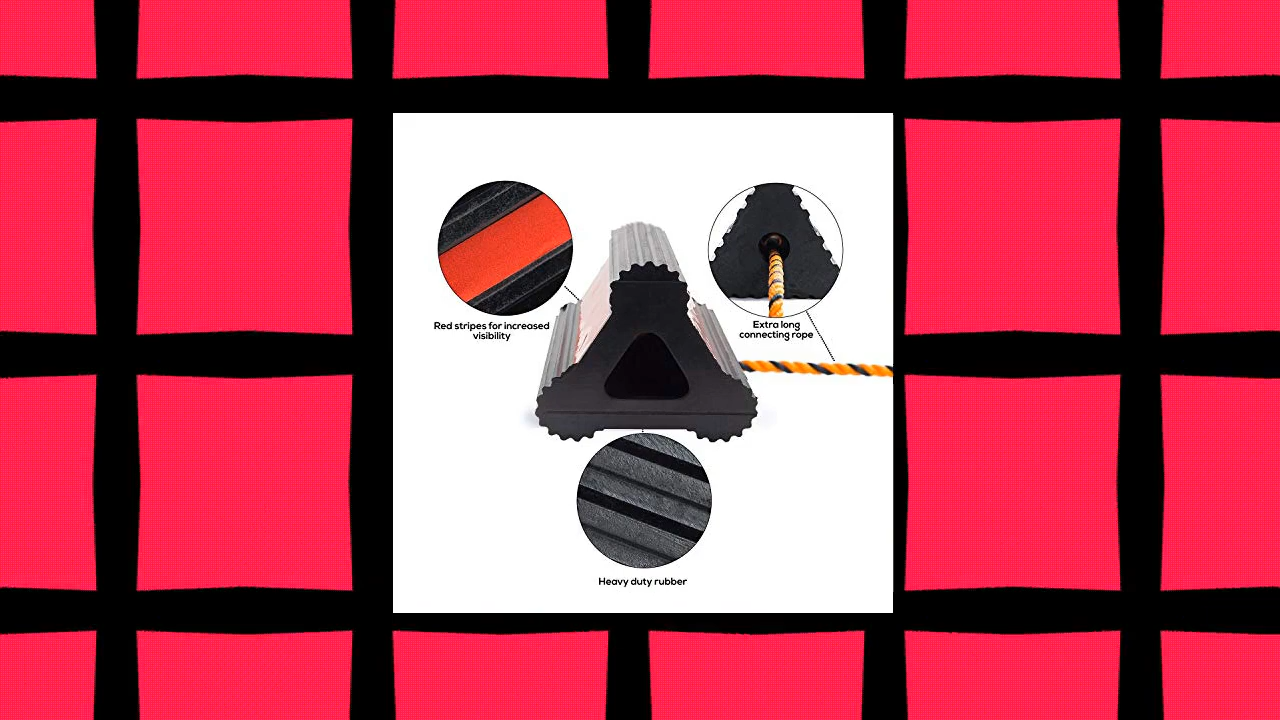 Red stripes for increased
visibility
Extra long
connecting rope
Heavy duty rubber